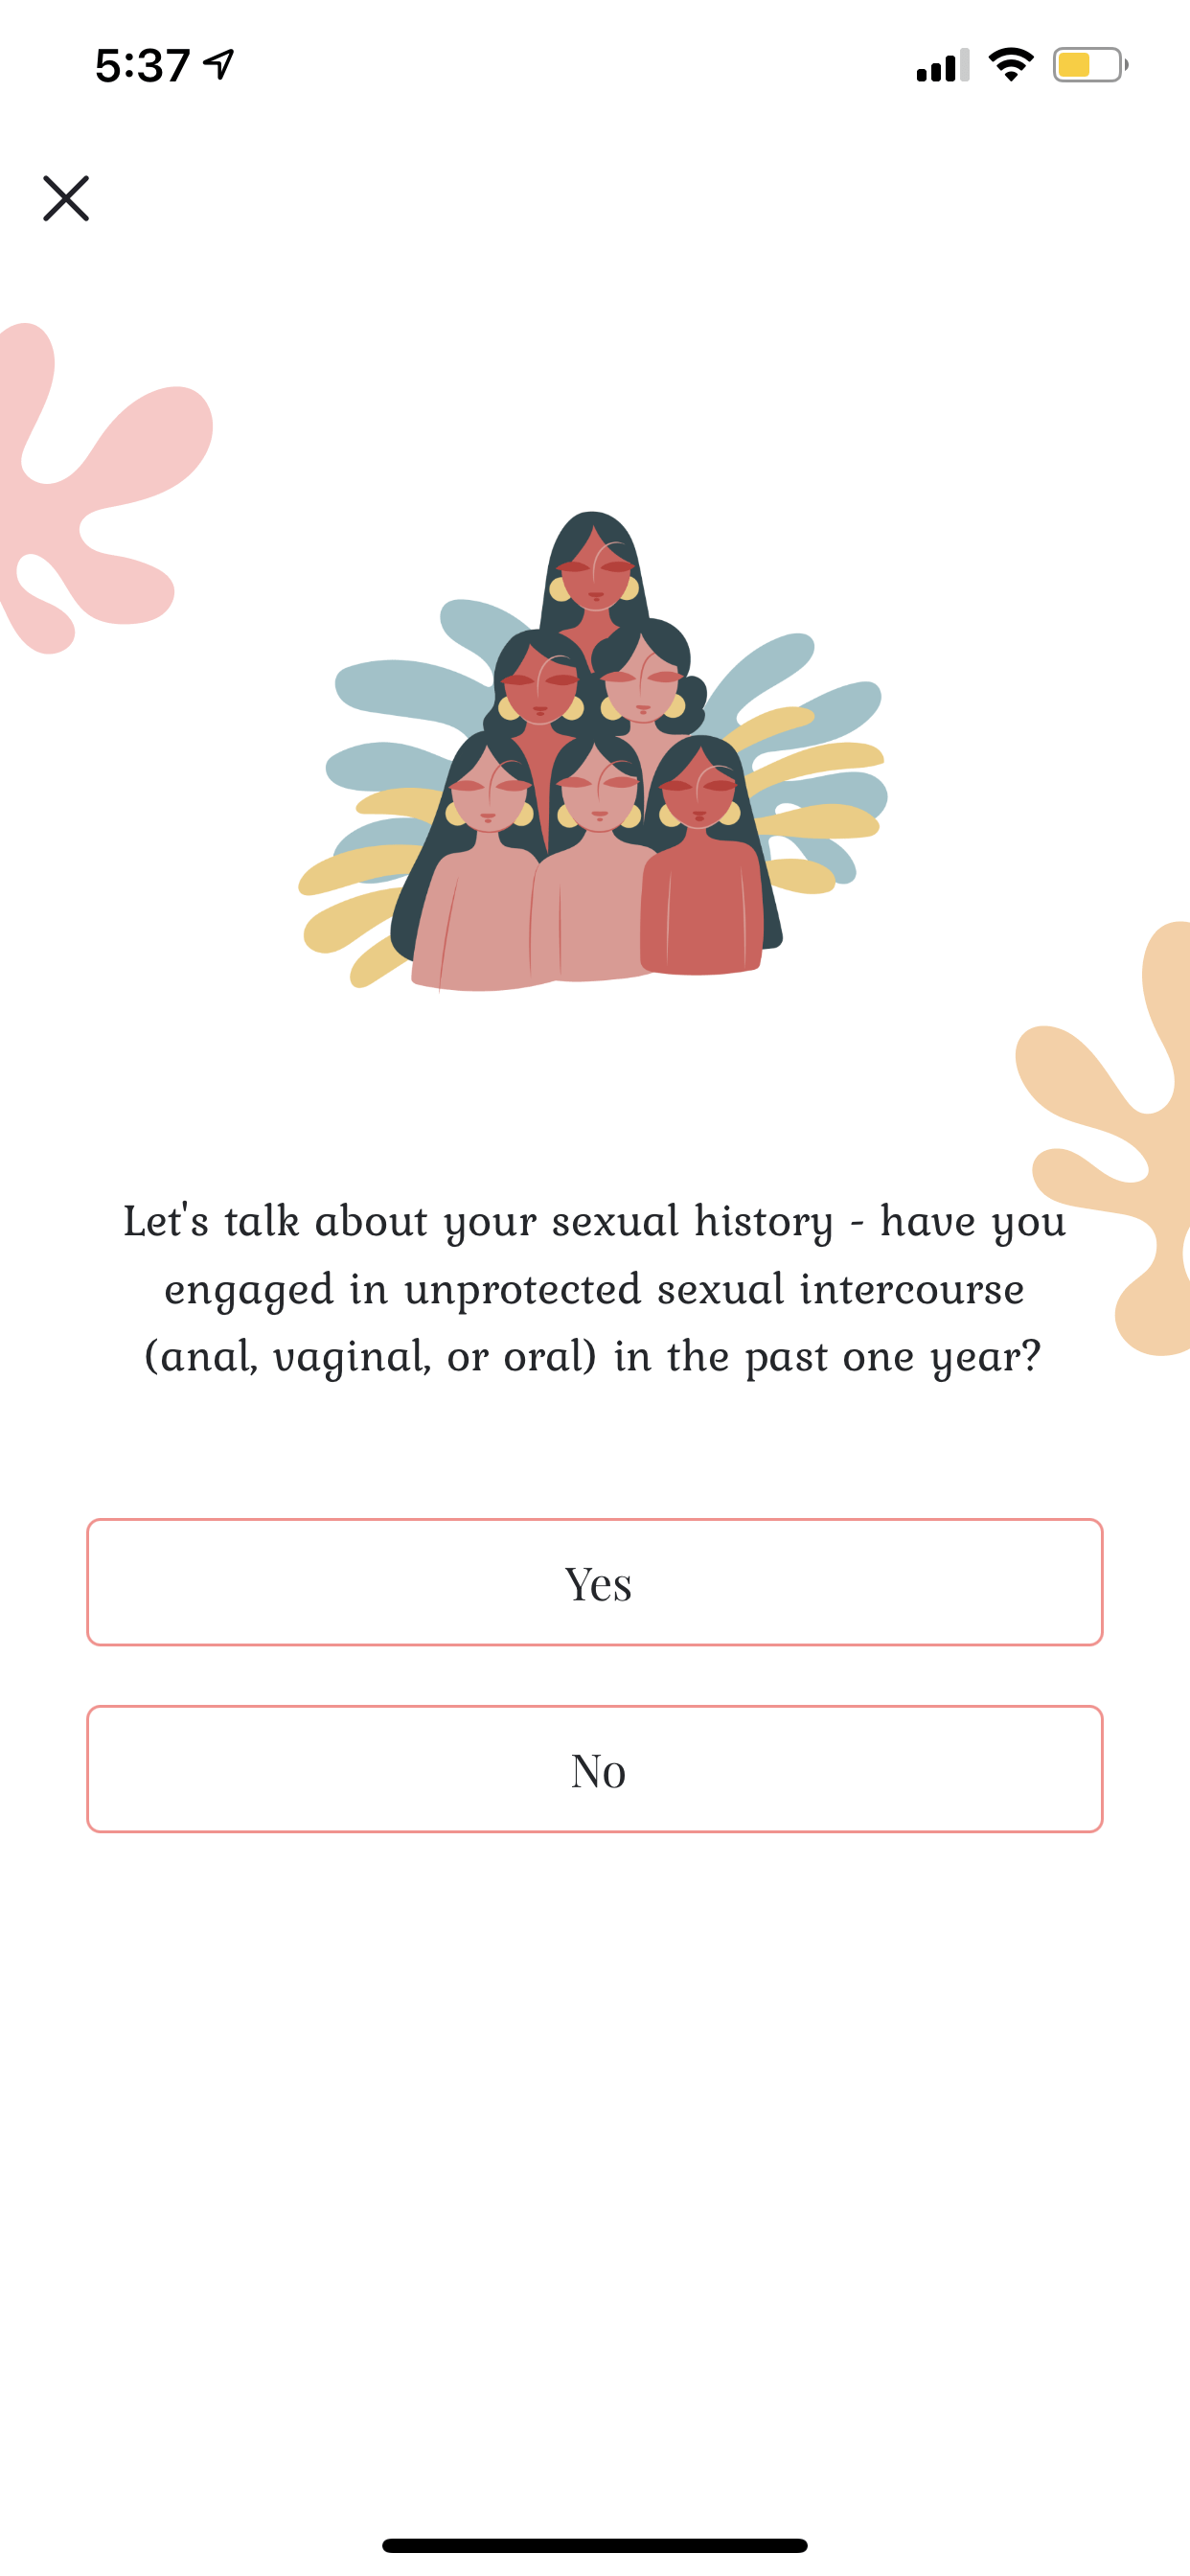 5:37
Let's talk about your sexual history - have you
engaged in unprotected sexual intercourse
(anal, vaginal, or oral) in the past one year?
Yes
No